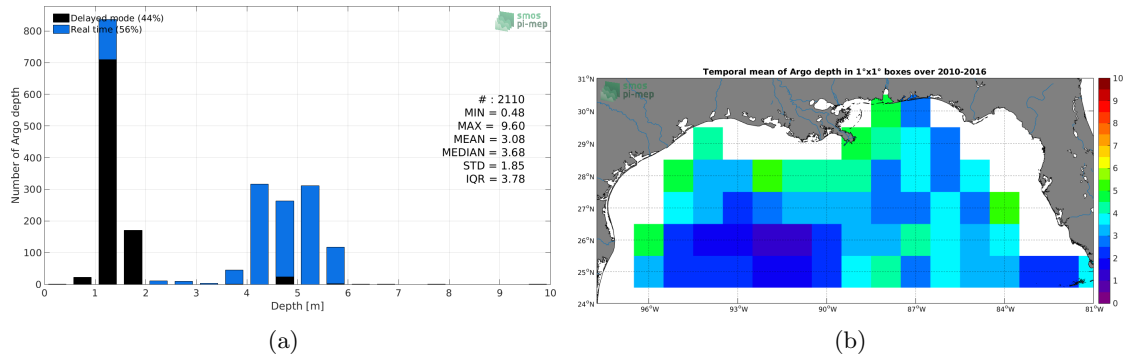 Delayed mode (44%)
Real time (56%)
smos
pi-mep
800
700
600
500
400
300
200
100
0
Number of Argo depth
# : 2110
MIN = 0.48
MAX = 9.60
MEAN = 3.08
MEDIAN = 3.68
STD = 1.85
IQR = 3.78
0 1 2 3 4 5 6 7 8 9 10
Depth [m]
(a)
Temporal mean of Argo depth in 1°x1° boxes over 2010-2016
smos
pi-mep
31°N
30°N
29°N
28°N
27°N
26°N
25°N
24°N
96°W 93°W 90°W 87°W 84°W 81°W
10
9
8
7
6
5
4
3
2
1
0
(b)